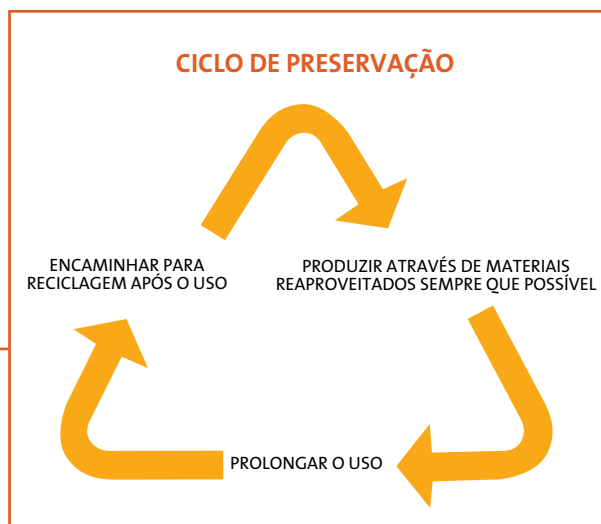 CICLO DE PRESERVAÇÃO
ENCAMINHAR PARA
RECICLAGEM APÓS O USO
PRODUZIR ATRAVÉS DE MATERIAIS
REAPROVEITADOS SEMPRE QUE POSSÍVEL
PROLONGAR O USO